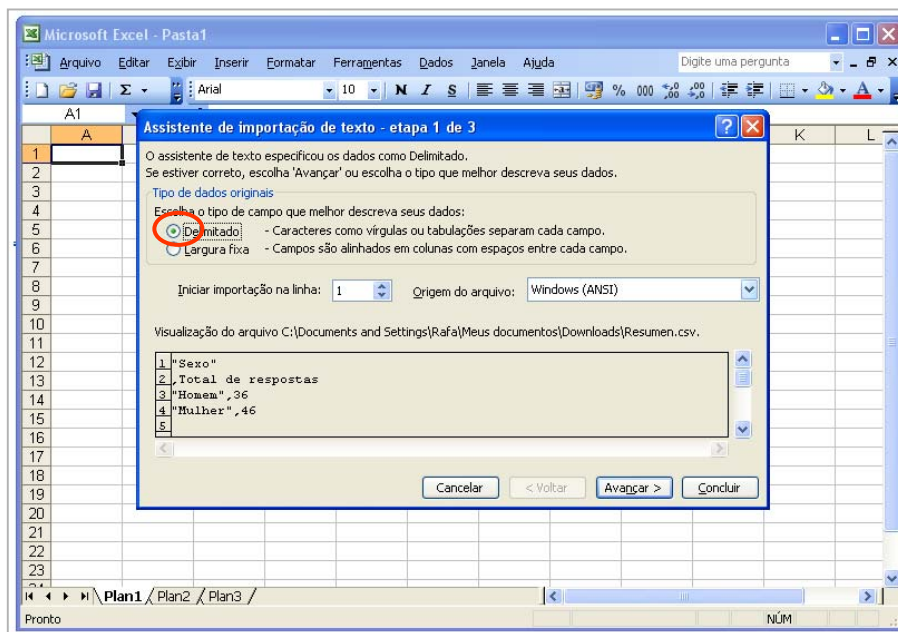 Microsoft Excel - Pasta1
Arquivo Editar Exibir Inserir Formatar Ferramentas Dados Janela Ajuda Digite uma pergunta
Σ Arial 10 N I S % 000 ,00 ,0 A
A1
A K L
Assistente de importação de texto - etapa 1 de 3
O assistente de texto especificou os dados como Delimitado.
Se estiver correto, escolha 'Avançar' ou escolha o tipo que melhor descreva seus dados.
Tipo de dados originais
Escolha o tipo de campo que melhor descreva seus dados:
Delimitado - Caracteres como vírgulas ou tabulações separam cada campo.
Largura fixa - Campos são alinhados em colunas com espaços entre cada campo.
Iniciar importação na linha: 1 Origem do arquivo: Windows (ANSI)
Visualização do arquivo C:\Documents and Settings\Rafa\Meus documentos\Downloads\Resumen.csv.
1 "Sexo"
2 ,Total de respostas
3 "Homem",36
4 "Mulher",46
5
Cancelar < Voltar Avançar > Concluir
1
2
3
4
5
6
7
8
9
10
11
12
13
14
15
16
17
18
19
20
21
22
23
Plan1 / Plan2 / Plan3 /
Pronto NÚM